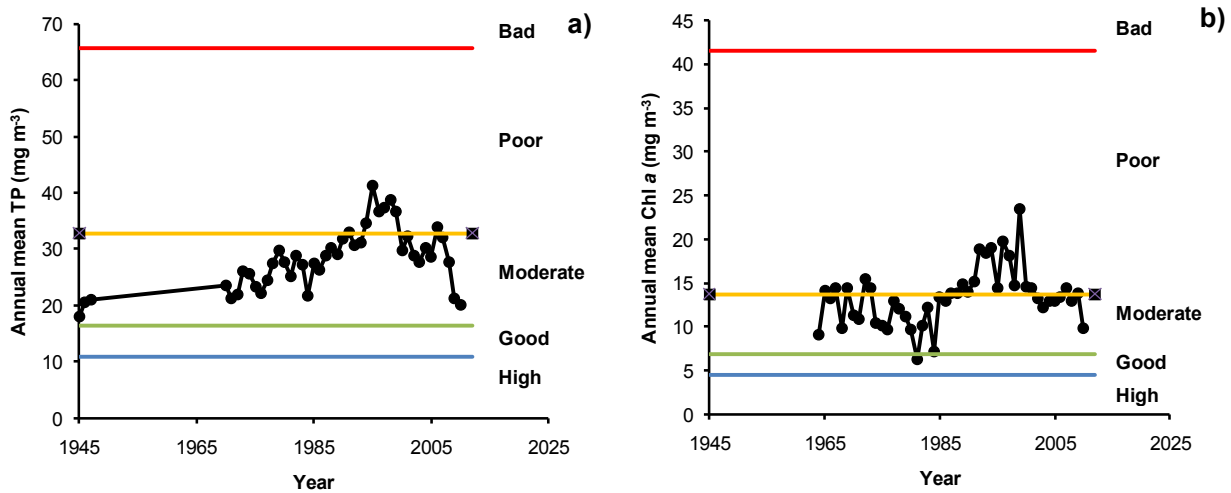 a)
Annual mean TP (mg m⁻³)
70
60
50
40
30
20
10
0
Bad
Poor
Moderate
Good
High
1945
1965
1985
2005
2025
Year
b)
Annual mean Chl a (mg m⁻³)
45
40
35
30
25
20
15
10
5
0
Bad
Poor
Moderate
Good
High
1945
1965
1985
2005
2025
Year